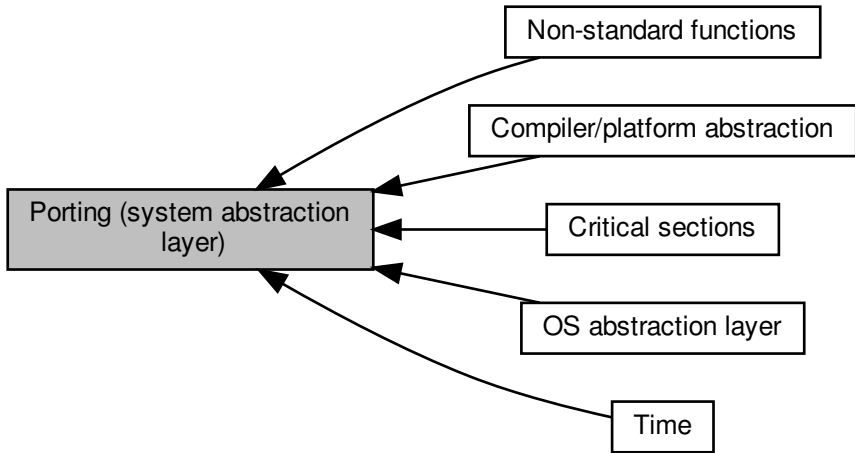 Non-standard functions
Compiler/platform abstraction
Porting (system abstraction
layer)
Critical sections
OS abstraction layer
Time